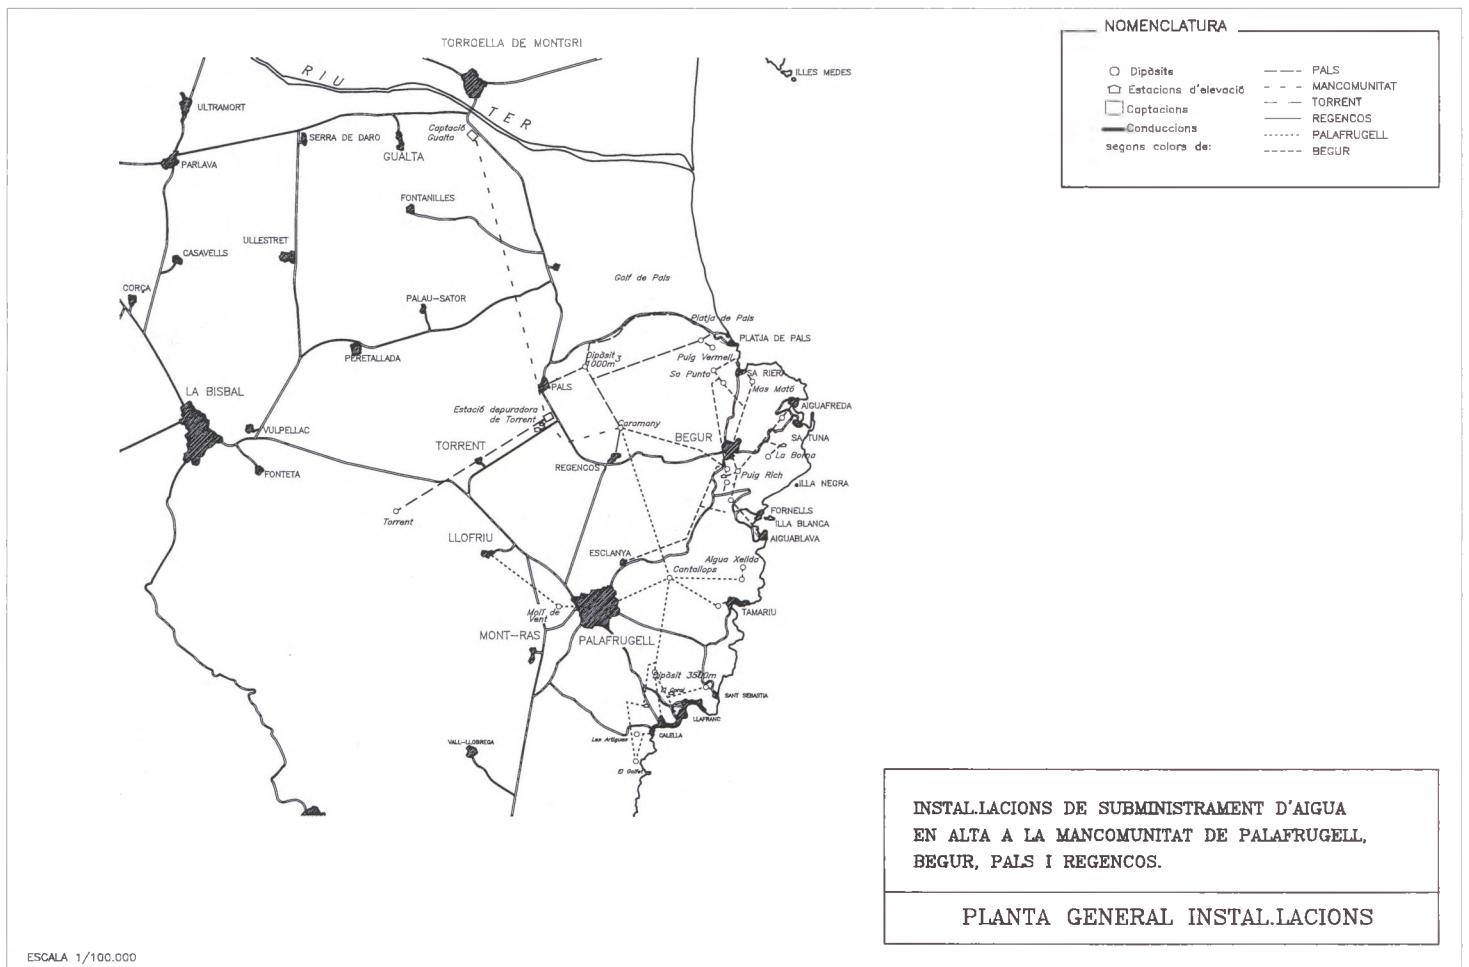 NOMENCLATURA
Dipòsits
Estacions d'elevació
Captacions
Conduccions
segons colors de:
PALS
MANCOMUNITAT
TORRENT
REGENCOS
PALAFRUGELL
BEGUR
TORROELLA DE MONTGRI
RIU
TER
ILLES MEDES
ULTRAMORT
SERRA DE DARO
Captació
Gualta
GUALTA
PARLAVA
FONTANILLES
ULLESTRET
CASAVELLS
Golf de Pals
CORÇA
PALAU-SATOR
Platja de Pals
PLATJA DE PALS
PERETALLADA
Dipòsit
1000m³
Puig Vermell
Sa Punta
SA RIERA
Mas Mató
PALS
LA BISBAL
AIGUAFREDA
Estació depuradora
de Torrent
Caramany
VULPELLAC
TORRENT
BEGUR
SA TUNA
La Borna
REGENCOS
FONTETA
Puig Rich
ILLA NEGRA
Torrent
FORNELLS
ILLA BLANCA
LLOFRIU
AIGUABLAVA
ESCLANYA
Aigua Xelida
Cantallops
Molí de
Vent
TAMARIU
MONT-RAS
PALAFRUGELL
Dipòsit 3500m
SANT SEBASTIA
LLAFRANC
CALELLA
Les Artigues
VALL-LLOBREGA
El Golfet
INSTAL.LACIONS DE SUBMINISTRAMENT D'AIGUA
EN ALTA A LA MANCOMUNITAT DE PALAFRUGELL,
BEGUR, PALS I REGENCOS.
PLANTA GENERAL INSTAL.LACIONS
ESCALA 1/100.000